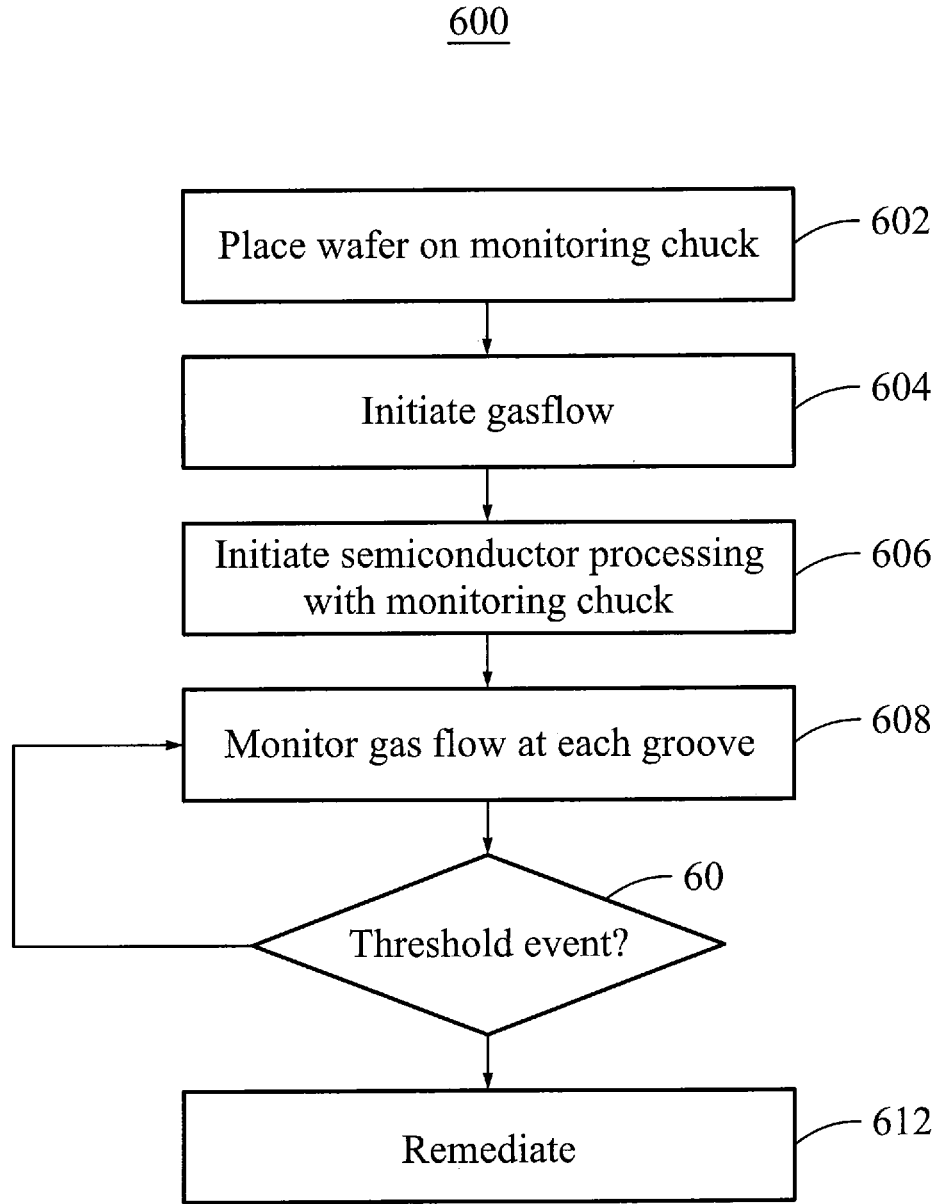 600
Place wafer on monitoring chuck
602
Initiate gasflow
604
Initiate semiconductor processing
with monitoring chuck
606
Monitor gas flow at each groove
608
60
Threshold event?
Remediate
612